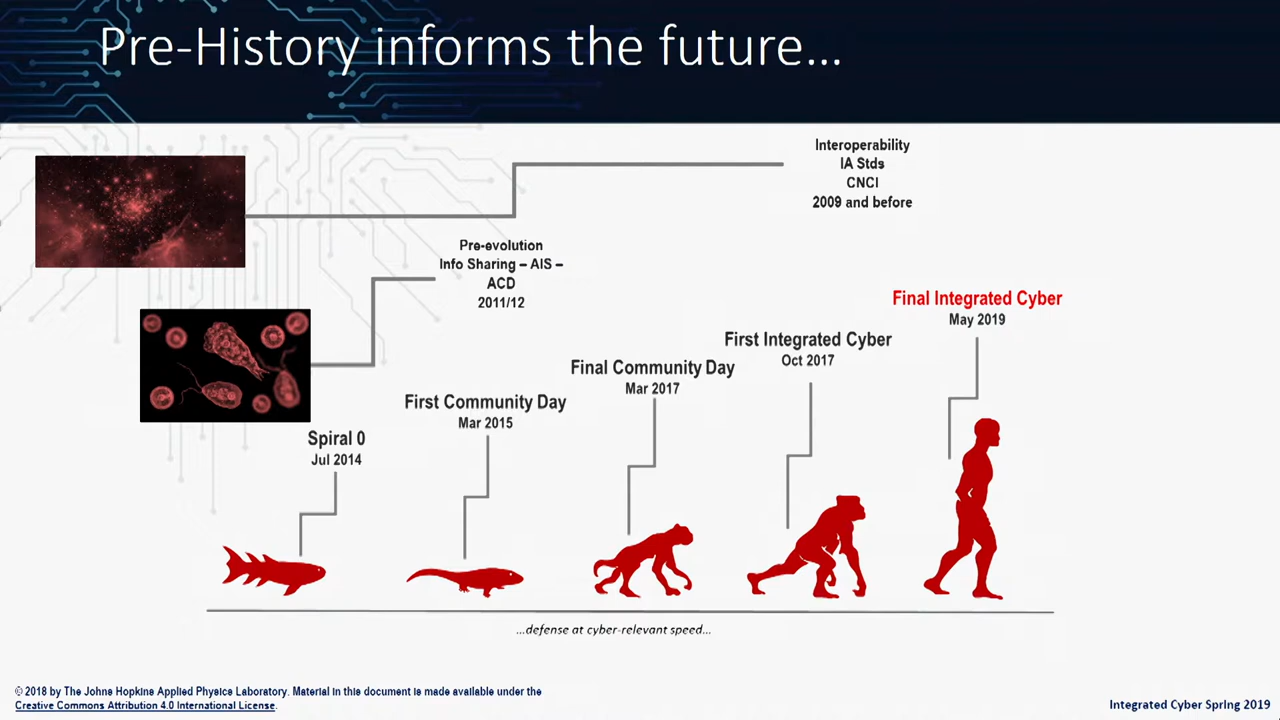 Pre-History informs the future...
Interoperability
IA Stds
CNCI
2009 and before
Pre-evolution
Info Sharing – AIS –
ACD
2011/12
Final Integrated Cyber
May 2019
First Integrated Cyber
Oct 2017
Final Community Day
Mar 2017
First Community Day
Mar 2015
Spiral 0
Jul 2014
...defense at cyber-relevant speed...
© 2018 by The Johns Hopkins Applied Physics Laboratory. Material in this document is made available under the
Creative Commons Attribution 4.0 International License.
Integrated Cyber Spring 2019